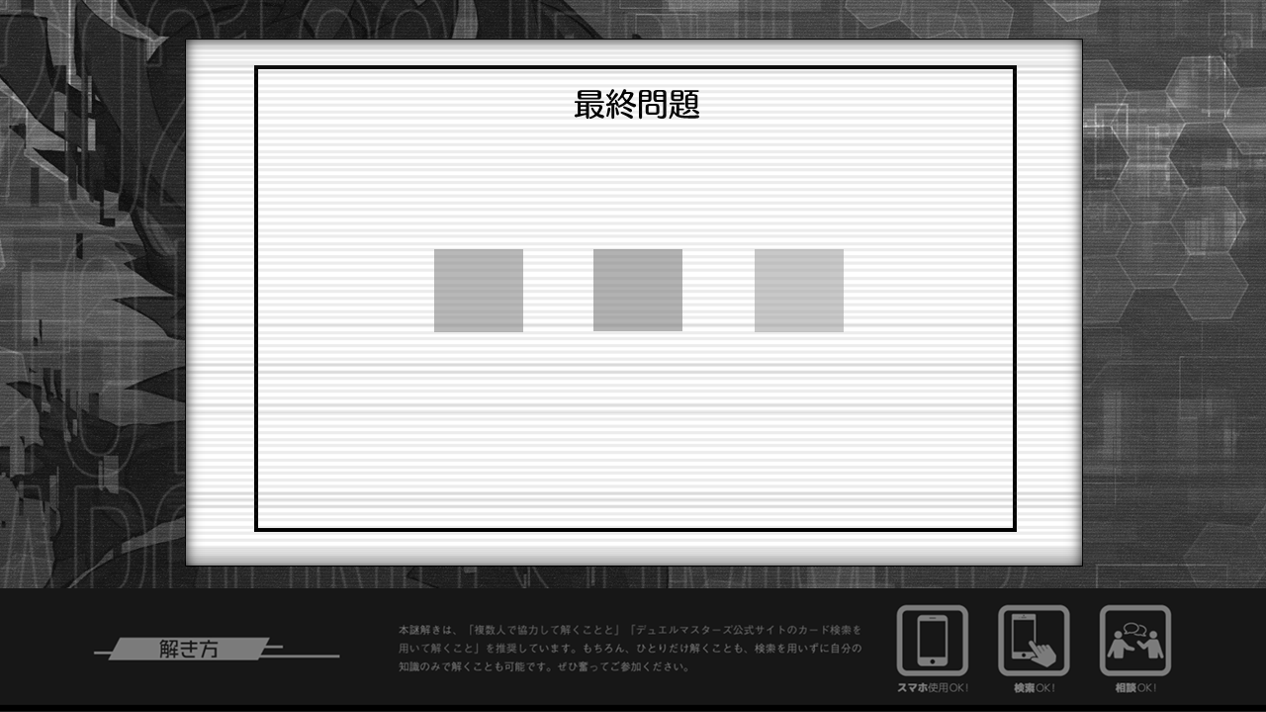 最終問題
解き方
本謎解きは、「複数人で協力して解くことと」「デュエルマスターズ公式サイトのカード検索を
用いて解くこと」を推奨しています。もちろん、ひとりだけ解くことも、検索を用いずに自分の
知識のみで解くことも可能です。ぜひ奮ってご参加ください。
スマホ使用OK!
検索OK!
相談OK!